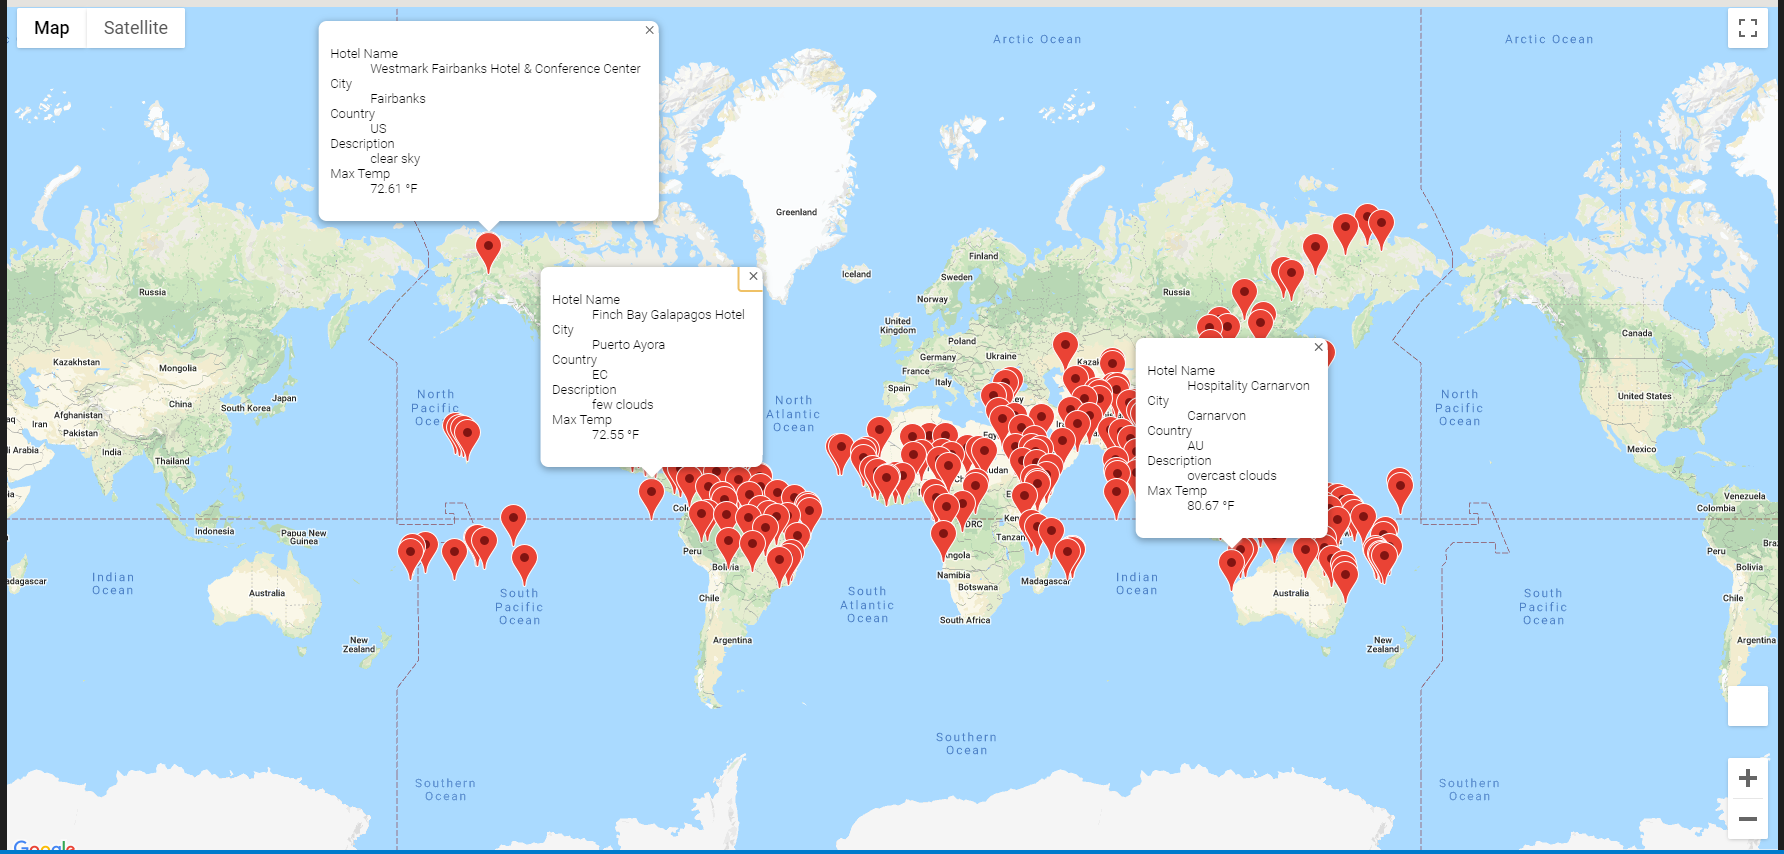 Map
Satellite
Arctic Ocean
Arctic Ocean
Hotel Name
Westmark Fairbanks Hotel & Conference Center
City
Fairbanks
Country
US
Description
clear sky
Max Temp
72.61 °F
Hotel Name
Finch Bay Galapagos Hotel
City
Puerto Ayora
Country
EC
Description
few clouds
Max Temp
72.55 °F
Hotel Name
Hospitality Carnarvon
City
Carnarvon
Country
AU
Description
overcast clouds
Max Temp
80.67 °F
Greenland
Iceland
Finland
Sweden
Norway
Russia
Russia
United
Kingdom
Poland
Germany
Ukraine
France
Italy
Spain
Canada
United States
Mexico
Kazakhstan
Mongolia
China
Japan
South Korea
Afghanistan
Iran
Pakistan
India
Thailand
Indonesia
Papua New
Guinea
Australia
New
Zealand
North
Pacific
North
Atlantic
Ocean
North
Pacific
Ocean
Indian
Ocean
South
Pacific
Ocean
South
Atlantic
Ocean
Indian
Ocean
South
Pacific
Ocean
Peru
Chile
Argentina
DRC
Angola
Namibia
Botswana
South Africa
Madagascar
Australia
New
Zealand
Venezuela
Colombia
Peru
Bolivia
Chile
Argentina
Southern
Ocean
Southern
Ocean
Southern
Ocean
Google